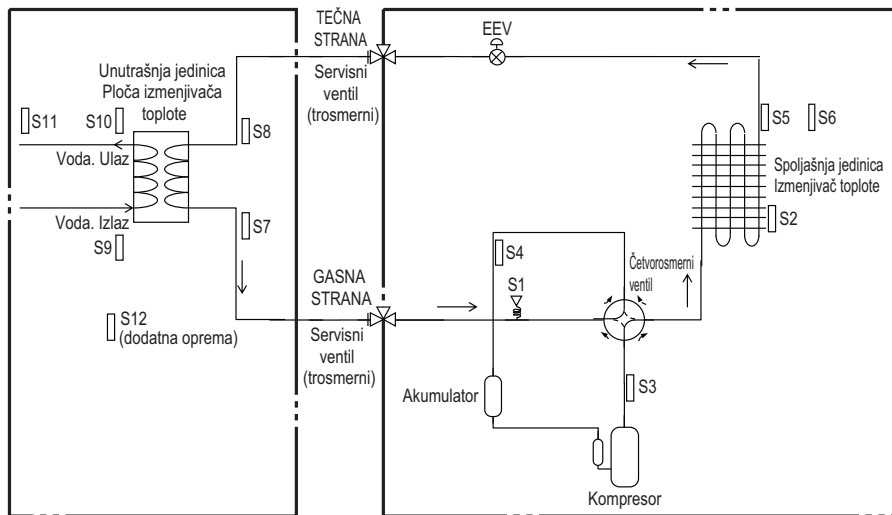 TEČNA
STRANA
Servisni
ventil
(trosmerni)
EEV
Unutrašnja jedinica
Ploča izmenjivača
toplote
S11
S10
S8
Voda. Ulaz
Voda. Izlaz
S9
S7
S12
(dodatna oprema)
GASNA
STRANA
Servisni
ventil
(trosmerni)
S5
S6
Spoljašnja jedinica
Izmenjivač toplote
S2
S4
S1
Četvorosmerni
ventil
Akumulator
S3
Kompresor